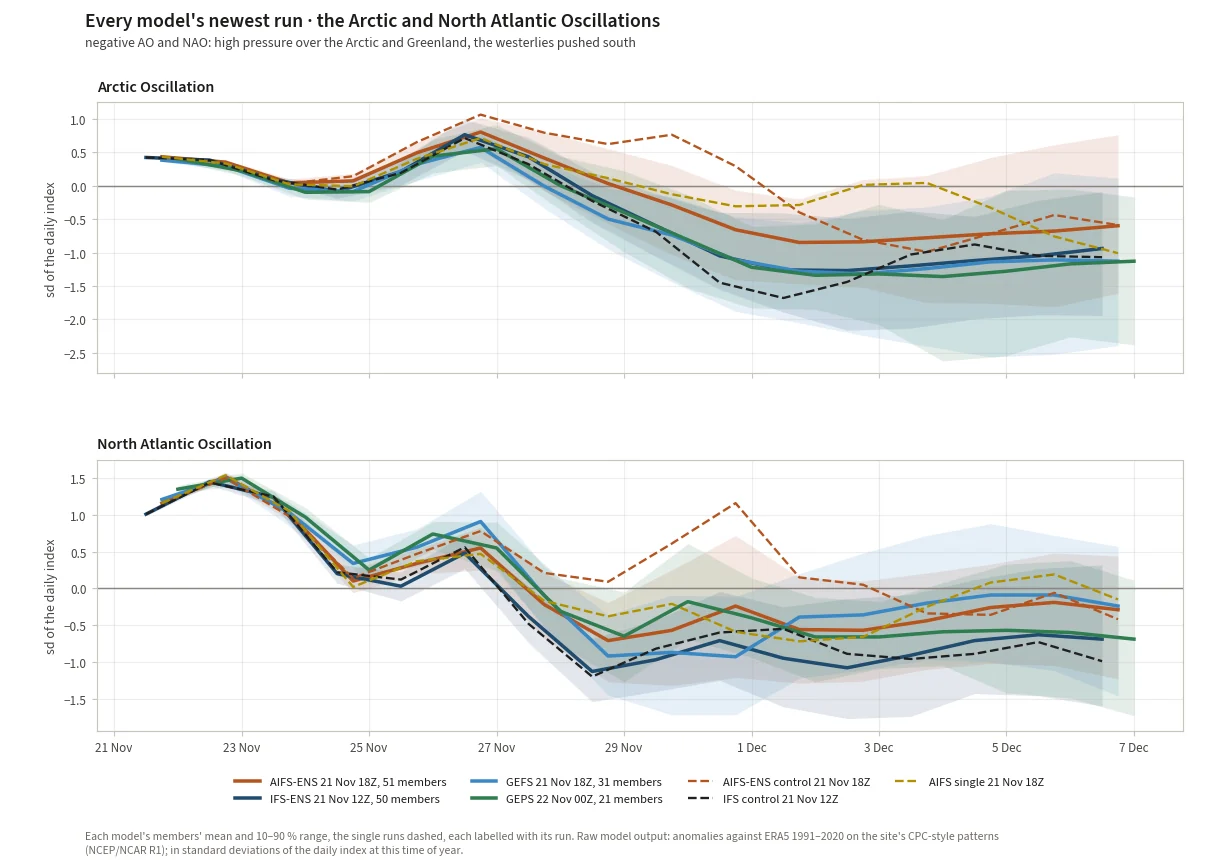 Every model's newest run · the Arctic and North Atlantic Oscillations
negative AO and NAO: high pressure over the Arctic and Greenland, the westerlies pushed south
Arctic Oscillation
1.0
0.5
0.0
−0.5
−1.0
−1.5
−2.0
−2.5
sd of the daily index
North Atlantic Oscillation
1.5
1.0
0.5
0.0
−0.5
−1.0
−1.5
sd of the daily index
21 Nov 23 Nov 25 Nov 27 Nov 29 Nov 1 Dec 3 Dec 5 Dec 7 Dec
AIFS-ENS 21 Nov 18Z, 51 members GEFS 21 Nov 18Z, 31 members AIFS-ENS control 21 Nov 18Z AIFS single 21 Nov 18Z
IFS-ENS 21 Nov 12Z, 50 members GEPS 22 Nov 00Z, 21 members IFS control 21 Nov 12Z
Each model's members' mean and 10–90 % range, the single runs dashed, each labelled with its run. Raw model output: anomalies against ERA5 1991–2020 on the site's CPC-style patterns
(NCEP/NCAR R1); in standard deviations of the daily index at this time of year.